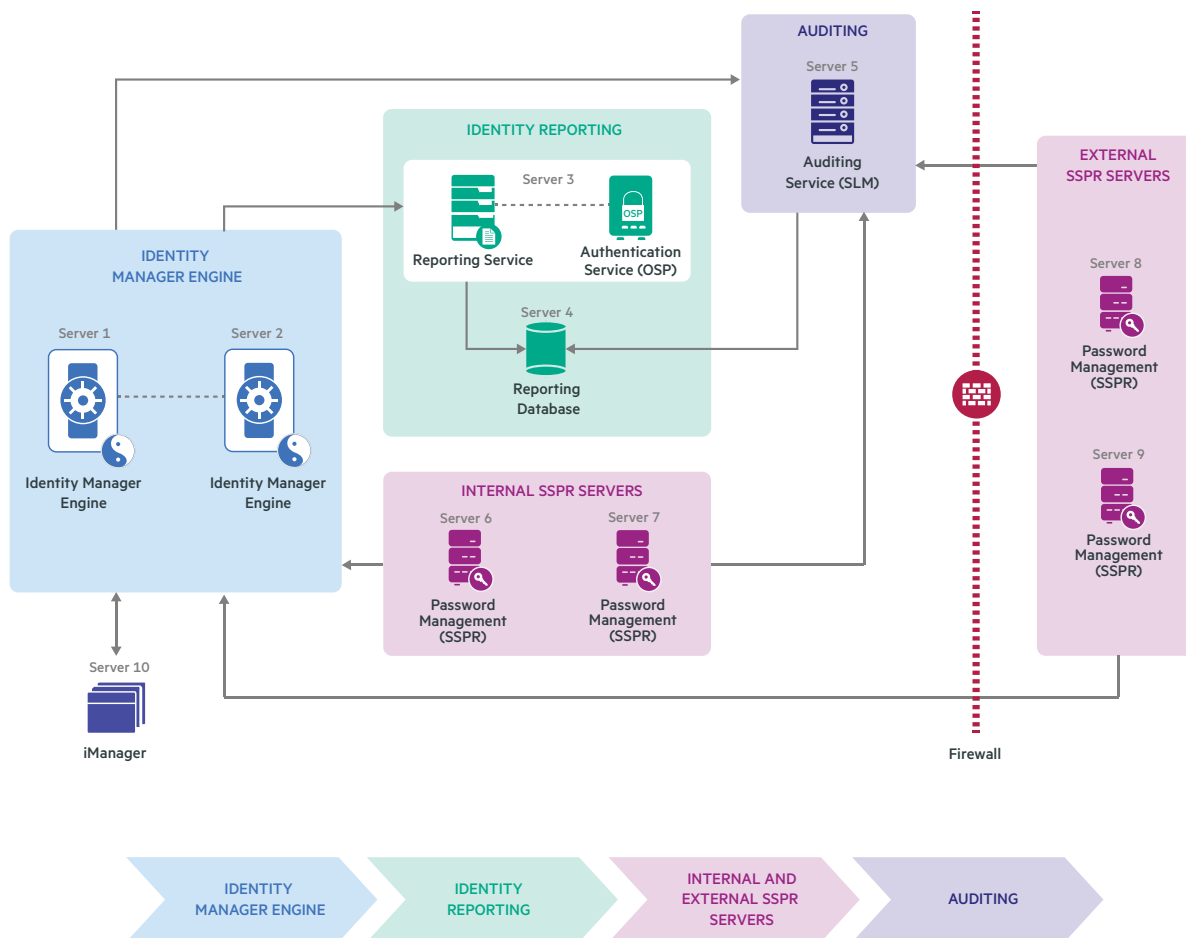 AUDITING
Server 5
Auditing
Service (SLM)
IDENTITY REPORTING
Server 3
OSP
Reporting Service
Authentication
Service (OSP)
Server 4
Reporting
Database
EXTERNAL
SSPR SERVERS
Server 8
Password
Management
(SSPR)
Server 9
Password
Management
(SSPR)
IDENTITY
MANAGER ENGINE
Server 1
Server 2
Identity Manager
Engine
Identity Manager
Engine
INTERNAL SSPR SERVERS
Server 6
Server 7
Password
Management
(SSPR)
Password
Management
(SSPR)
Server 10
iManager
Firewall
IDENTITY
MANAGER ENGINE
IDENTITY
REPORTING
INTERNAL AND
EXTERNAL SSPR
SERVERS
AUDITING